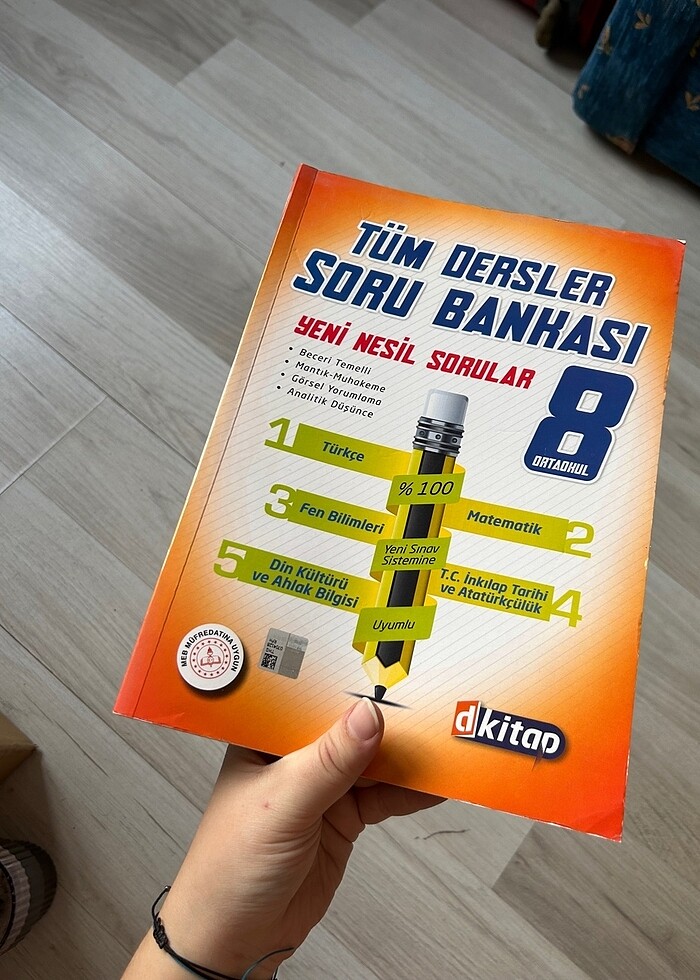 TÜM DERSLER
SORU BANKASI
YENİ NESİL SORULAR
• Beceri Temelli
• Mantık-Muhakeme
• Görsel Yorumlama
• Analitik Düşünce
8
ORTAOKUL
1 Türkçe
% 100
Matematik 2
3 Fen Bilimleri
Yeni Sınav
Sistemine
T.C. İnkılap Tarihi
ve Atatürkçülük 4
5 Din Kültürü
ve Ahlak Bilgisi
Uyumlu
MEB MÜFREDATINA UYGUN
dkitap